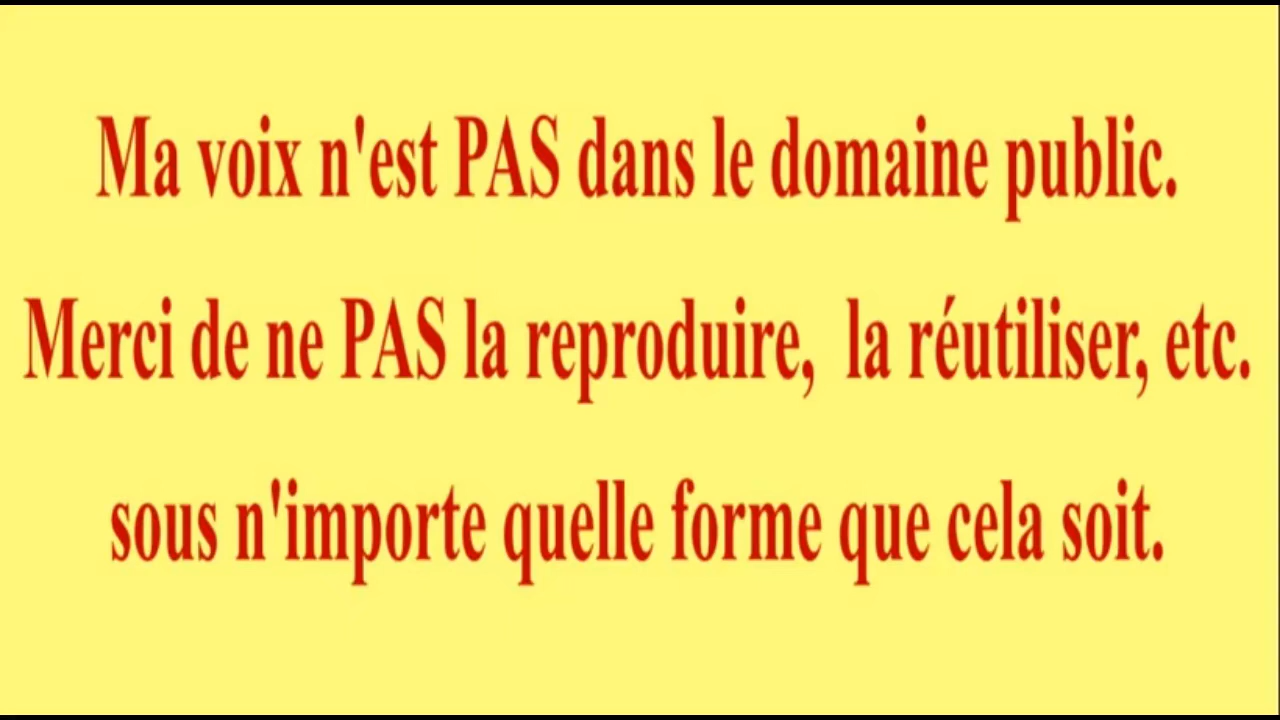 Ma voix n'est PAS dans le domaine public.
Merci de ne PAS la reproduire, la réutiliser, etc.
sous n'importe quelle forme que cela soit.